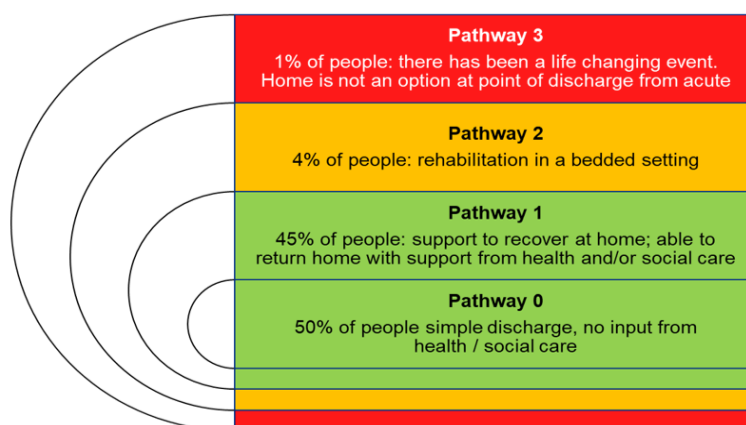 Pathway 3
1% of people: there has been a life changing event.
Home is not an option at point of discharge from acute
Pathway 2
4% of people: rehabilitation in a bedded setting
Pathway 1
45% of people: support to recover at home; able to
return home with support from health and/or social care
Pathway 0
50% of people simple discharge, no input from
health / social care